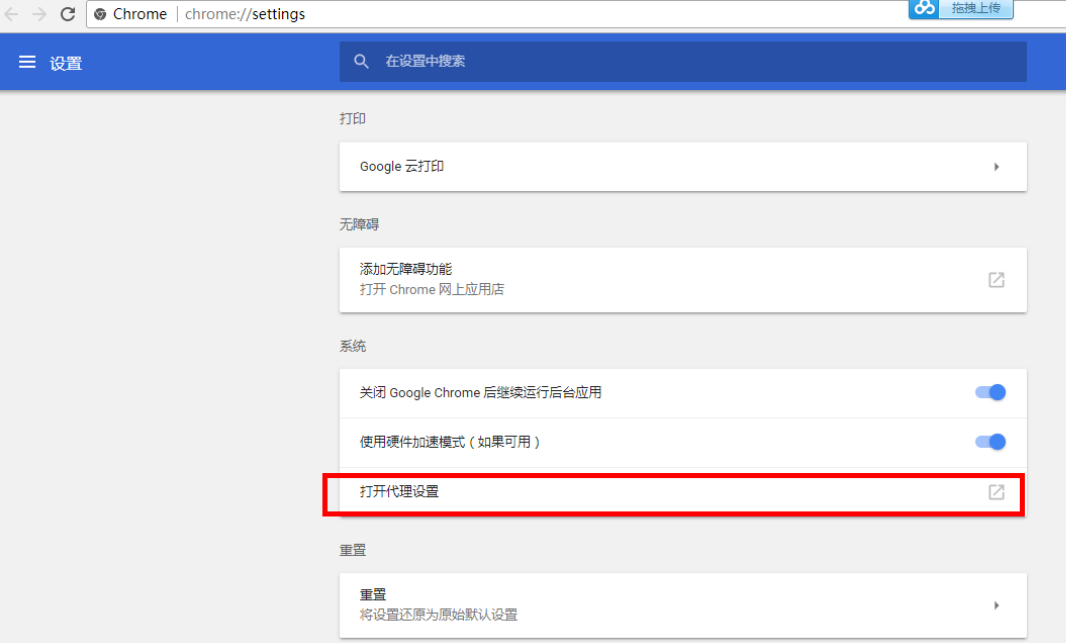 Chrome | chrome://settings
拖拽上传
设置
在设置中搜索
打印
Google 云打印
无障碍
添加无障碍功能
打开 Chrome 网上应用店
系统
关闭 Google Chrome 后继续运行后台应用
使用硬件加速模式（如果可用）
打开代理设置
重置
重置
将设置还原为原始默认设置